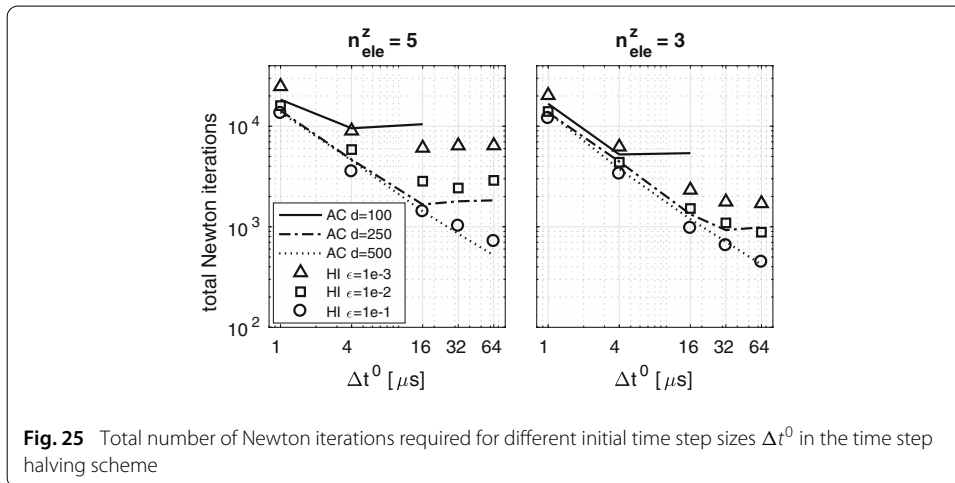 n^z_ele = 5
n^z_ele = 3
total Newton iterations
10^4
10^3
10^2
AC d=100
AC d=250
AC d=500
HI ϵ=1e-3
HI ϵ=1e-2
HI ϵ=1e-1
1 4 16 32 64
1 4 16 32 64
Δt^0 [μs]
Δt^0 [μs]
Fig. 25 Total number of Newton iterations required for different initial time step sizes Δt^0 in the time step
halving scheme